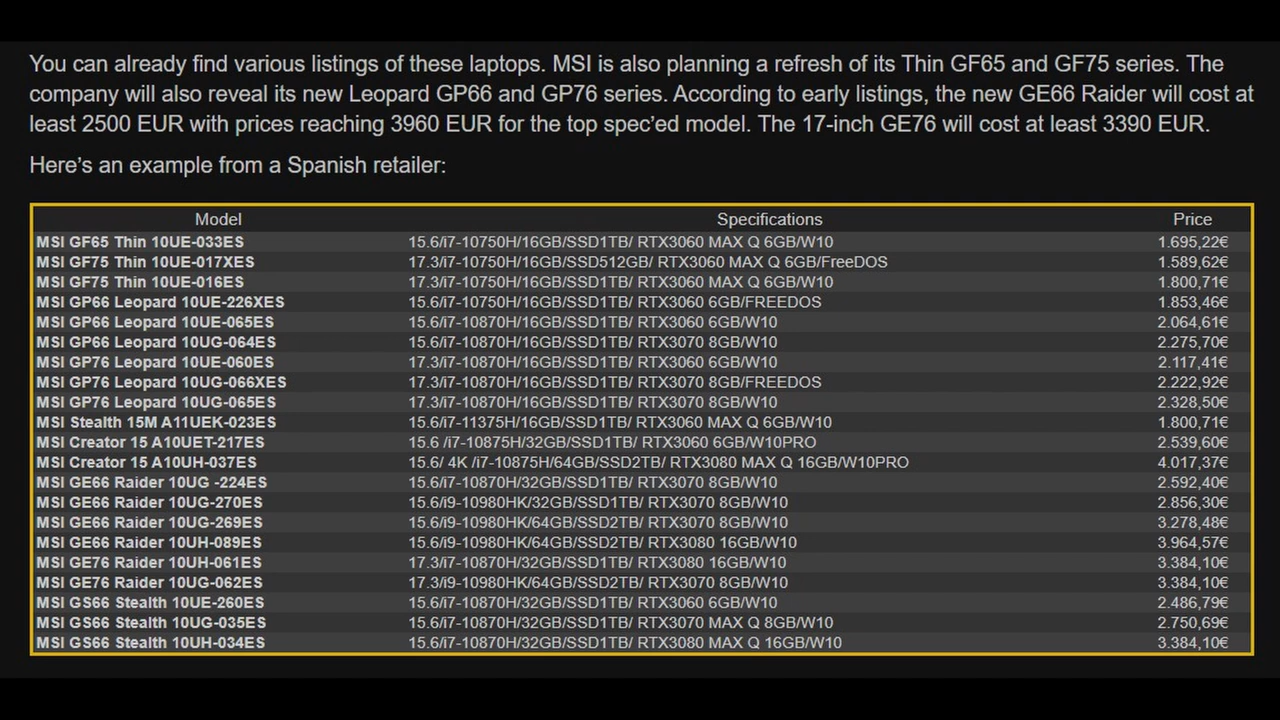 You can already find various listings of these laptops. MSI is also planning a refresh of its Thin GF65 and GF75 series. The
company will also reveal its new Leopard GP66 and GP76 series. According to early listings, the new GE66 Raider will cost at
least 2500 EUR with prices reaching 3960 EUR for the top spec'ed model. The 17-inch GE76 will cost at least 3390 EUR.
Here's an example from a Spanish retailer:
Model Specifications Price
MSI GF65 Thin 10UE-033ES 15.6/i7-10750H/16GB/SSD1TB/ RTX3060 MAX Q 6GB/W10 1.695,22€
MSI GF75 Thin 10UE-017XES 17.3/i7-10750H/16GB/SSD512GB/ RTX3060 MAX Q 6GB/FreeDOS 1.589,62€
MSI GF75 Thin 10UE-016ES 17.3/i7-10750H/16GB/SSD1TB/ RTX3060 MAX Q 6GB/W10 1.800,71€
MSI GP66 Leopard 10UE-226XES 15.6/i7-10750H/16GB/SSD1TB/ RTX3060 6GB/FREEDOS 1.853,46€
MSI GP66 Leopard 10UE-065ES 15.6/i7-10870H/16GB/SSD1TB/ RTX3060 6GB/W10 2.064,61€
MSI GP66 Leopard 10UG-064ES 15.6/i7-10870H/16GB/SSD1TB/ RTX3070 8GB/W10 2.275,70€
MSI GP76 Leopard 10UE-060ES 17.3/i7-10870H/16GB/SSD1TB/ RTX3060 6GB/W10 2.117,41€
MSI GP76 Leopard 10UG-066XES 17.3/i7-10870H/16GB/SSD1TB/ RTX3070 8GB/FREEDOS 2.222,92€
MSI GP76 Leopard 10UG-065ES 17.3/i7-10870H/16GB/SSD1TB/ RTX3070 8GB/W10 2.328,50€
MSI Stealth 15M A11UEK-023ES 15.6/i7-11375H/16GB/SSD1TB/ RTX3060 MAX Q 6GB/W10 1.800,71€
MSI Creator 15 A10UET-217ES 15.6 /i7-10875H/32GB/SSD1TB/ RTX3060 6GB/W10PRO 2.539,60€
MSI Creator 15 A10UH-037ES 15.6/ 4K /i7-10875H/64GB/SSD2TB/ RTX3080 MAX Q 16GB/W10PRO 4.017,37€
MSI GE66 Raider 10UG -224ES 15.6/i7-10870H/32GB/SSD1TB/ RTX3070 8GB/W10 2.592,40€
MSI GE66 Raider 10UG-270ES 15.6/i9-10980HK/32GB/SSD1TB/ RTX3070 8GB/W10 2.856,30€
MSI GE66 Raider 10UG-269ES 15.6/i9-10980HK/64GB/SSD2TB/ RTX3070 8GB/W10 3.278,48€
MSI GE66 Raider 10UH-089ES 15.6/i9-10980HK/64GB/SSD2TB/ RTX3080 16GB/W10 3.964,57€
MSI GE76 Raider 10UH-061ES 17.3/i7-10870H/32GB/SSD1TB/ RTX3080 16GB/W10 3.384,10€
MSI GE76 Raider 10UG-062ES 17.3/i9-10980HK/64GB/SSD2TB/ RTX3070 8GB/W10 3.384,10€
MSI GS66 Stealth 10UE-260ES 15.6/i7-10870H/32GB/SSD1TB/ RTX3060 6GB/W10 2.486,79€
MSI GS66 Stealth 10UG-035ES 15.6/i7-10870H/32GB/SSD1TB/ RTX3070 MAX Q 8GB/W10 2.750,69€
MSI GS66 Stealth 10UH-034ES 15.6/i7-10870H/32GB/SSD1TB/ RTX3080 MAX Q 16GB/W10 3.384,10€